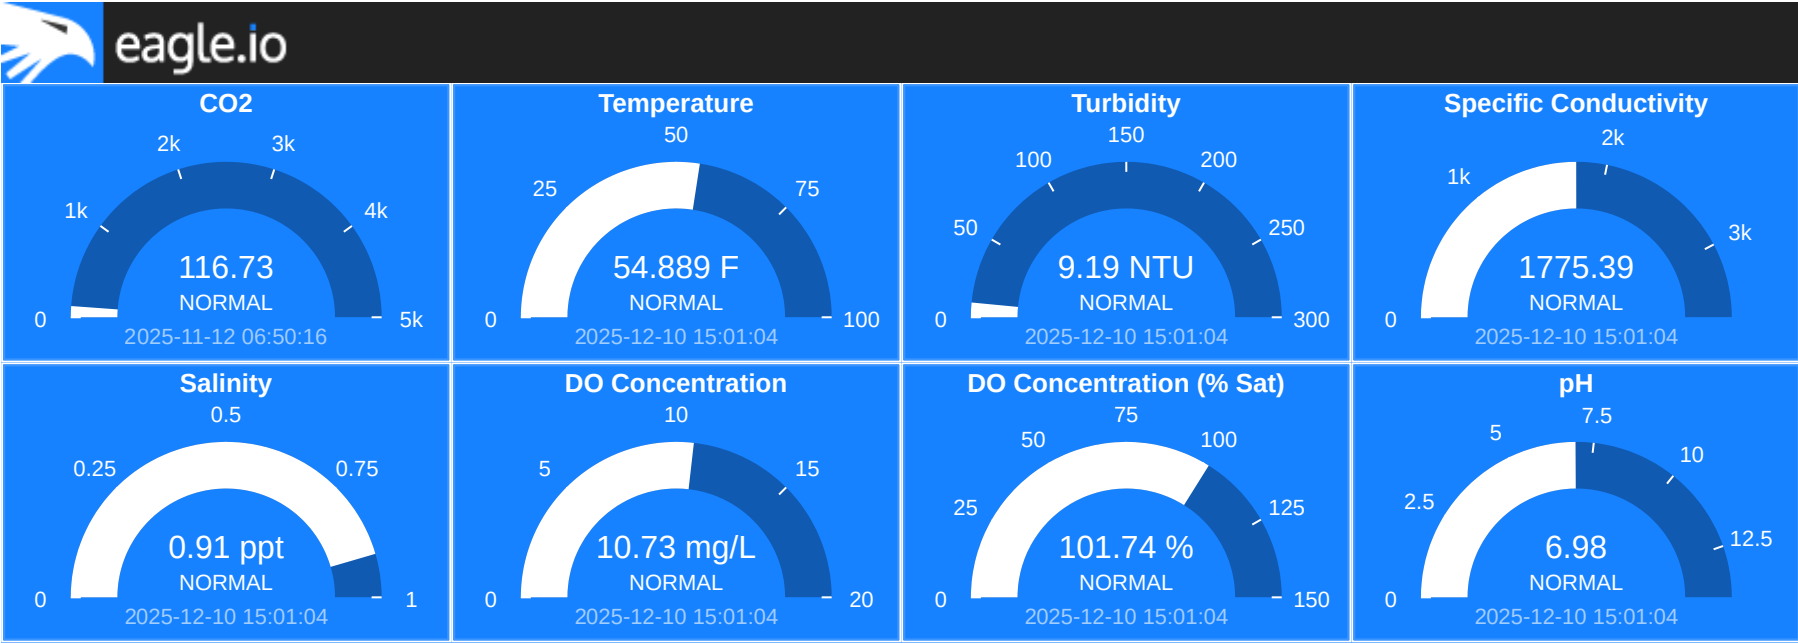 eagle.io
CO2
2k 3k
1k 4k
116.73
NORMAL
0 5k
2025-11-12 06:50:16
Temperature
50
25 75
54.889 F
NORMAL
0 100
2025-12-10 15:01:04
Turbidity
150
100 200
50 250
9.19 NTU
NORMAL
0 300
2025-12-10 15:01:04
Specific Conductivity
2k
1k
3k
1775.39
NORMAL
0
2025-12-10 15:01:04
Salinity
0.5
0.25 0.75
0.91 ppt
NORMAL
0 1
2025-12-10 15:01:04
DO Concentration
10
5 15
10.73 mg/L
NORMAL
0 20
2025-12-10 15:01:04
DO Concentration (% Sat)
75
50 100
25 125
101.74 %
NORMAL
0 150
2025-12-10 15:01:04
pH
7.5
5
10
2.5
12.5
6.98
NORMAL
0
2025-12-10 15:01:04